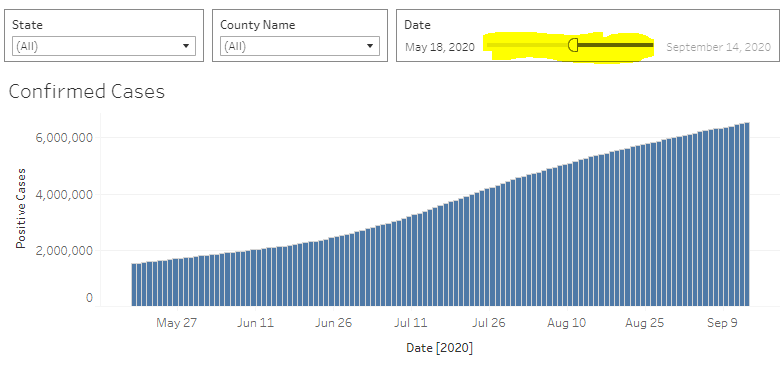 State
(All)
County Name
(All)
Date
May 18, 2020
September 14, 2020
Confirmed Cases
Positive Cases
6,000,000
4,000,000
2,000,000
0
May 27 Jun 11 Jun 26 Jul 11 Jul 26 Aug 10 Aug 25 Sep 9
Date [2020]